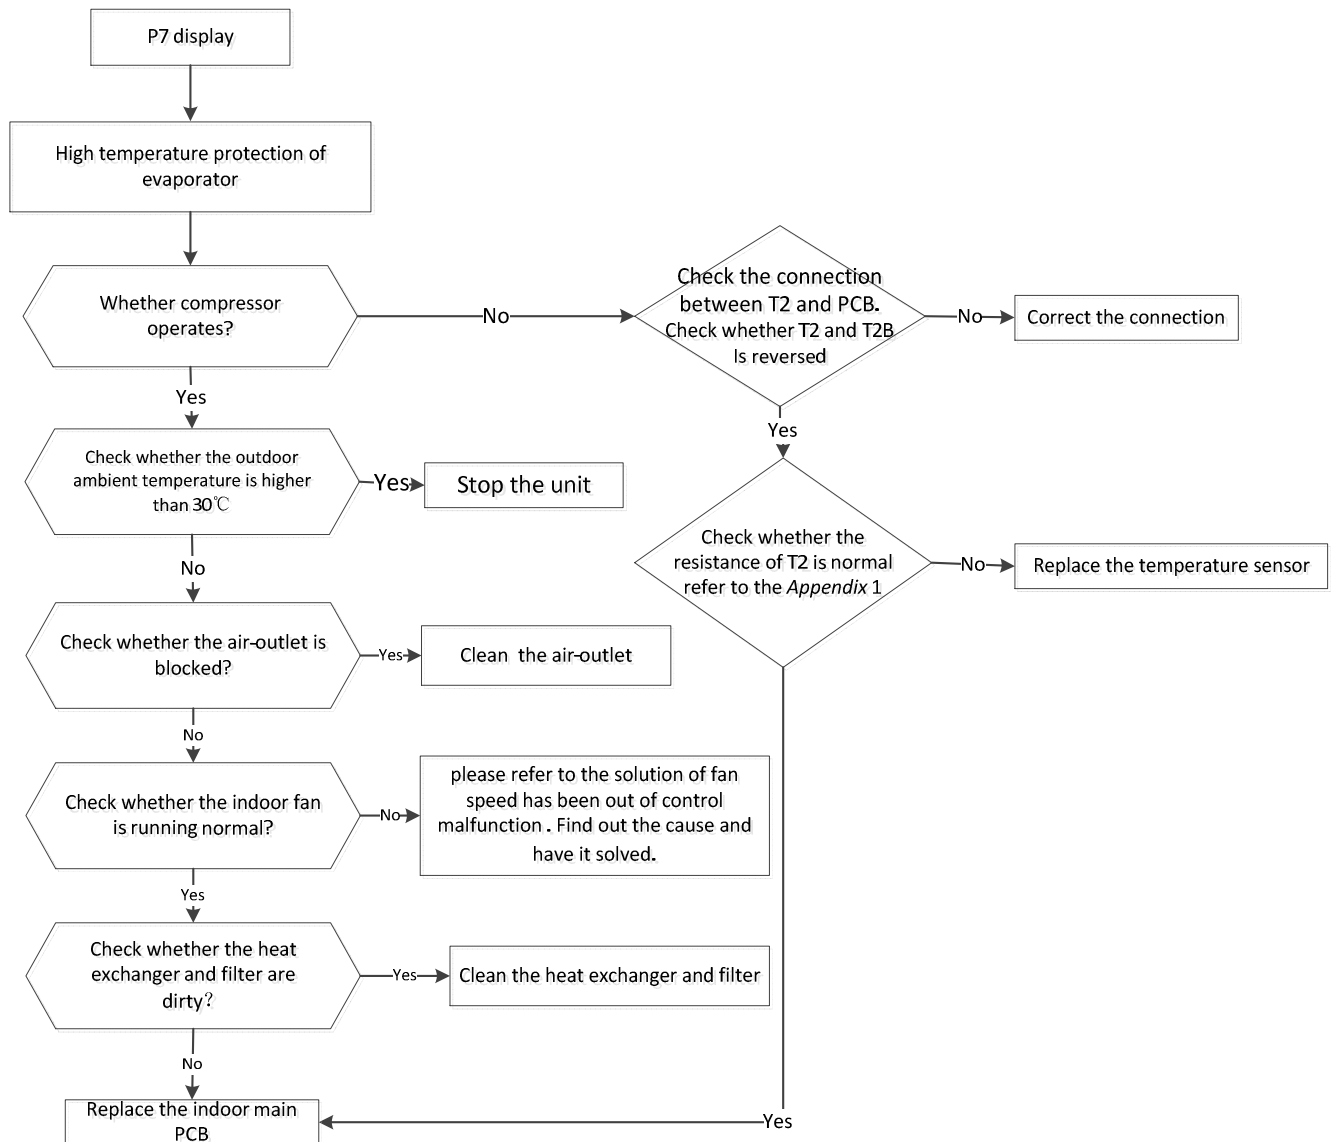 P7 display
High temperature protection of
evaporator
Whether compressor
operates?
No
Check the connection
between T2 and PCB.
Check whether T2 and T2B
Is reversed
No
Correct the connection
Yes
Yes
Check whether the outdoor
ambient temperature is higher
than 30℃
Yes
Stop the unit
No
Check whether the
resistance of T2 is normal
refer to the Appendix 1
No
Replace the temperature sensor
Check whether the air-outlet is
blocked?
Yes
Clean the air-outlet
No
Check whether the indoor fan
is running normal?
No
please refer to the solution of fan
speed has been out of control
malfunction. Find out the cause and
have it solved.
Yes
Check whether the heat
exchanger and filter are
dirty?
Yes
Clean the heat exchanger and filter
No
Replace the indoor main
PCB
Yes